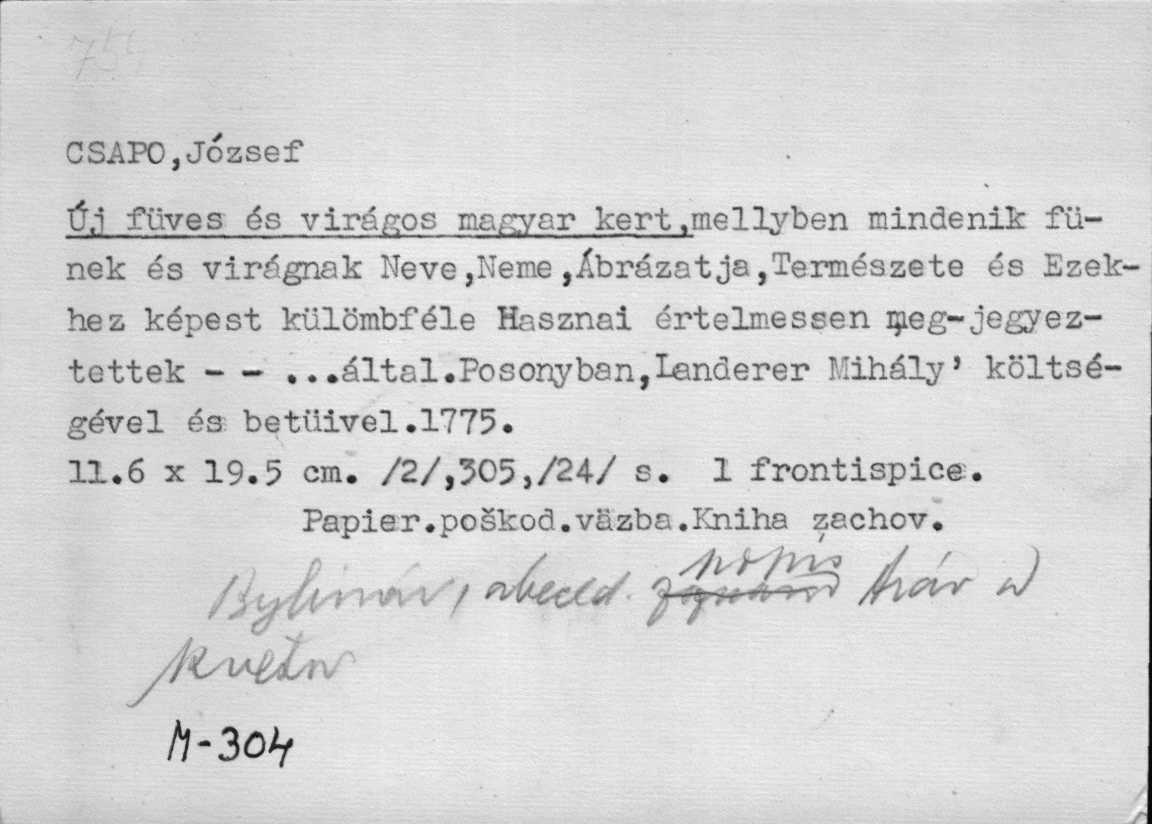 CSAPO,József
Új füves és virágos magyar kert,mellyben mindenik fü-
nek és virágnak Neve,Neme,Ábrázatja,Természete és Ezek-
hez képest külömbféle Hasznai értelmessen meg-jegyez-
tettek - - ...által.Posonyban,Landerer Mihály' költsé-
gével és betüivel.1775.
11.6 x 19.5 cm. /2/,305,/24/ s. 1 frontispice.
Papier.poškod.väzba.Kniha zachov.
Bylinár, abeced. popis tráv a
kvetov
M-304